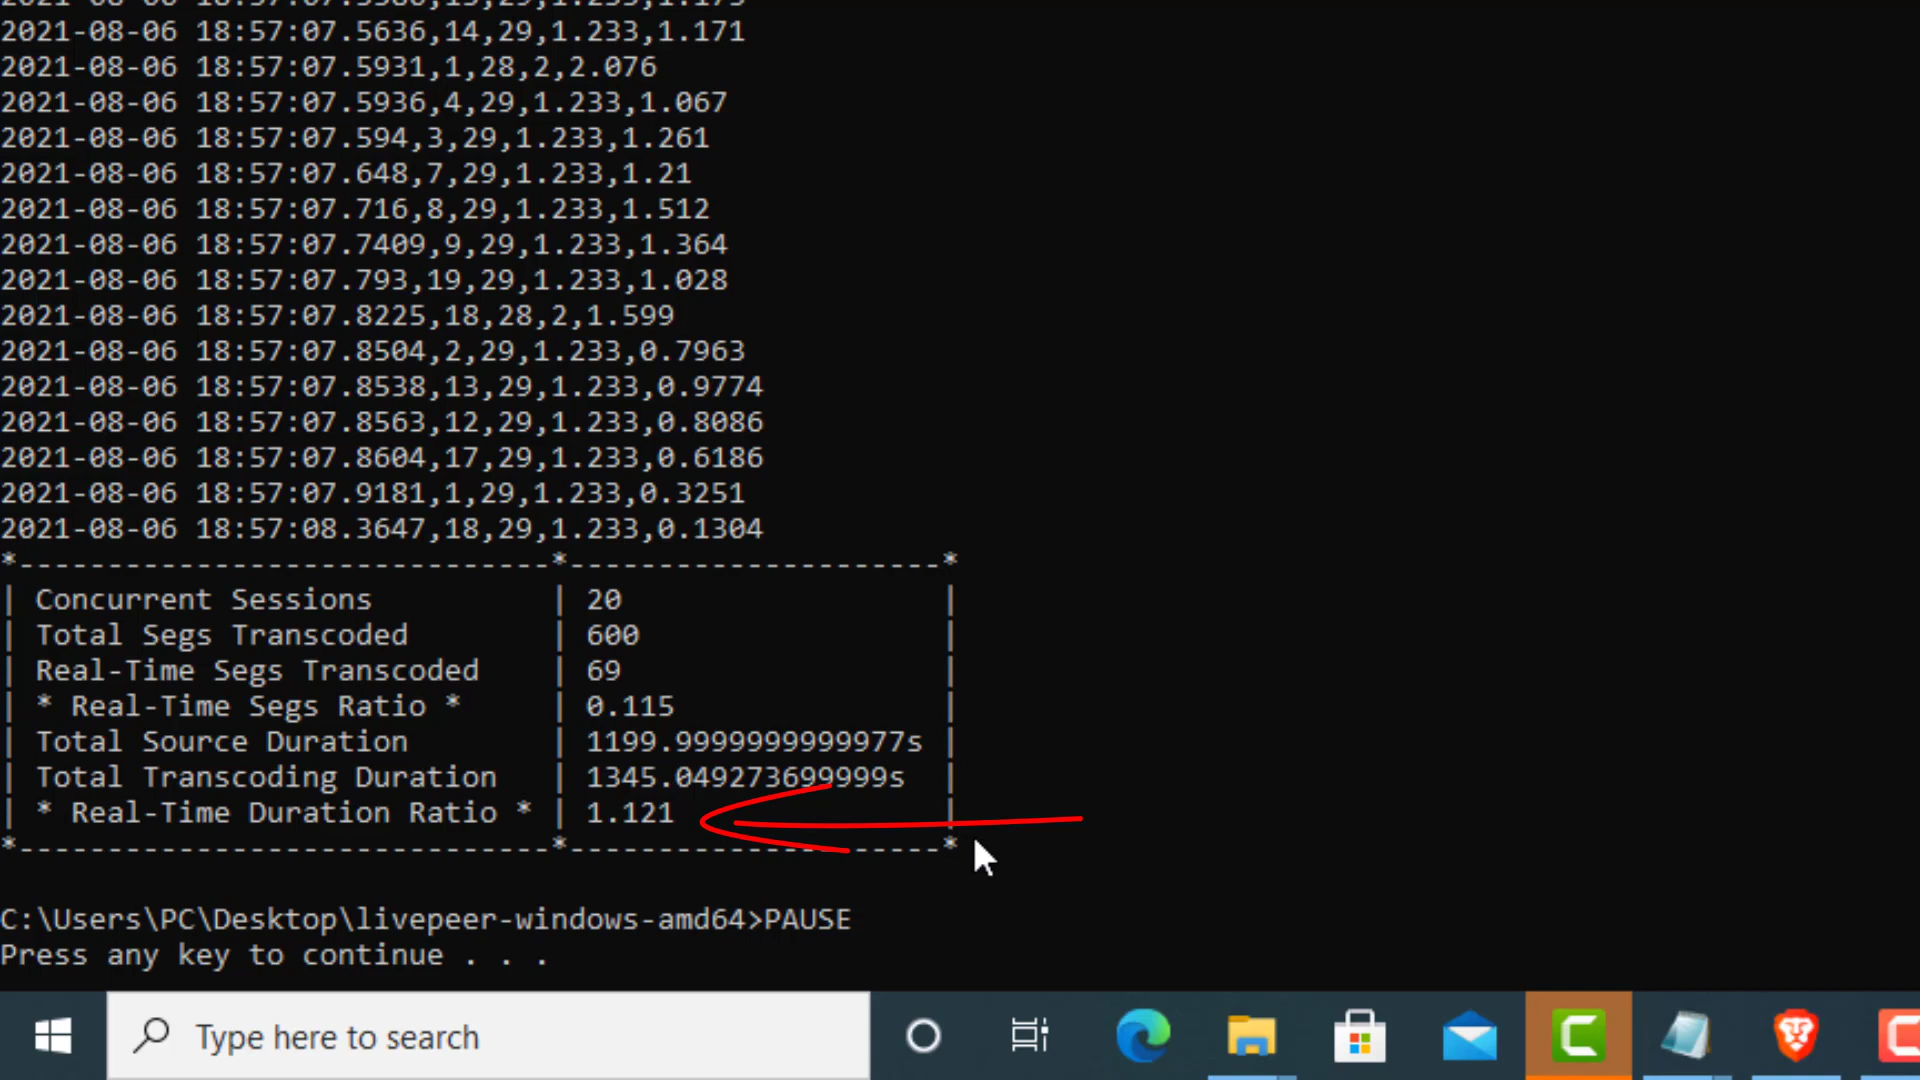 2021-08-06 18:57:07.5636,14,29,1.233,1.171
2021-08-06 18:57:07.5931,1,28,2,2.076
2021-08-06 18:57:07.5936,4,29,1.233,1.067
2021-08-06 18:57:07.594,3,29,1.233,1.261
2021-08-06 18:57:07.648,7,29,1.233,1.21
2021-08-06 18:57:07.716,8,29,1.233,1.512
2021-08-06 18:57:07.7409,9,29,1.233,1.364
2021-08-06 18:57:07.793,19,29,1.233,1.028
2021-08-06 18:57:07.8225,18,28,2,1.599
2021-08-06 18:57:07.8504,2,29,1.233,0.7963
2021-08-06 18:57:07.8538,13,29,1.233,0.9774
2021-08-06 18:57:07.8563,12,29,1.233,0.8086
2021-08-06 18:57:07.8604,17,29,1.233,0.6186
2021-08-06 18:57:07.9181,1,29,1.233,0.3251
2021-08-06 18:57:08.3647,18,29,1.233,0.1304
*------------------------------*---------------------*
| Concurrent Sessions | 20 |
| Total Segs Transcoded | 600 |
| Real-Time Segs Transcoded | 69 |
| * Real-Time Segs Ratio * | 0.115 |
| Total Source Duration | 1199.9999999999977s |
| Total Transcoding Duration | 1345.049273699999s |
| * Real-Time Duration Ratio * | 1.121 |
*------------------------------*---------------------*
C:\Users\PC\Desktop\livepeer-windows-amd64>PAUSE
Press any key to continue . . .
Type here to search